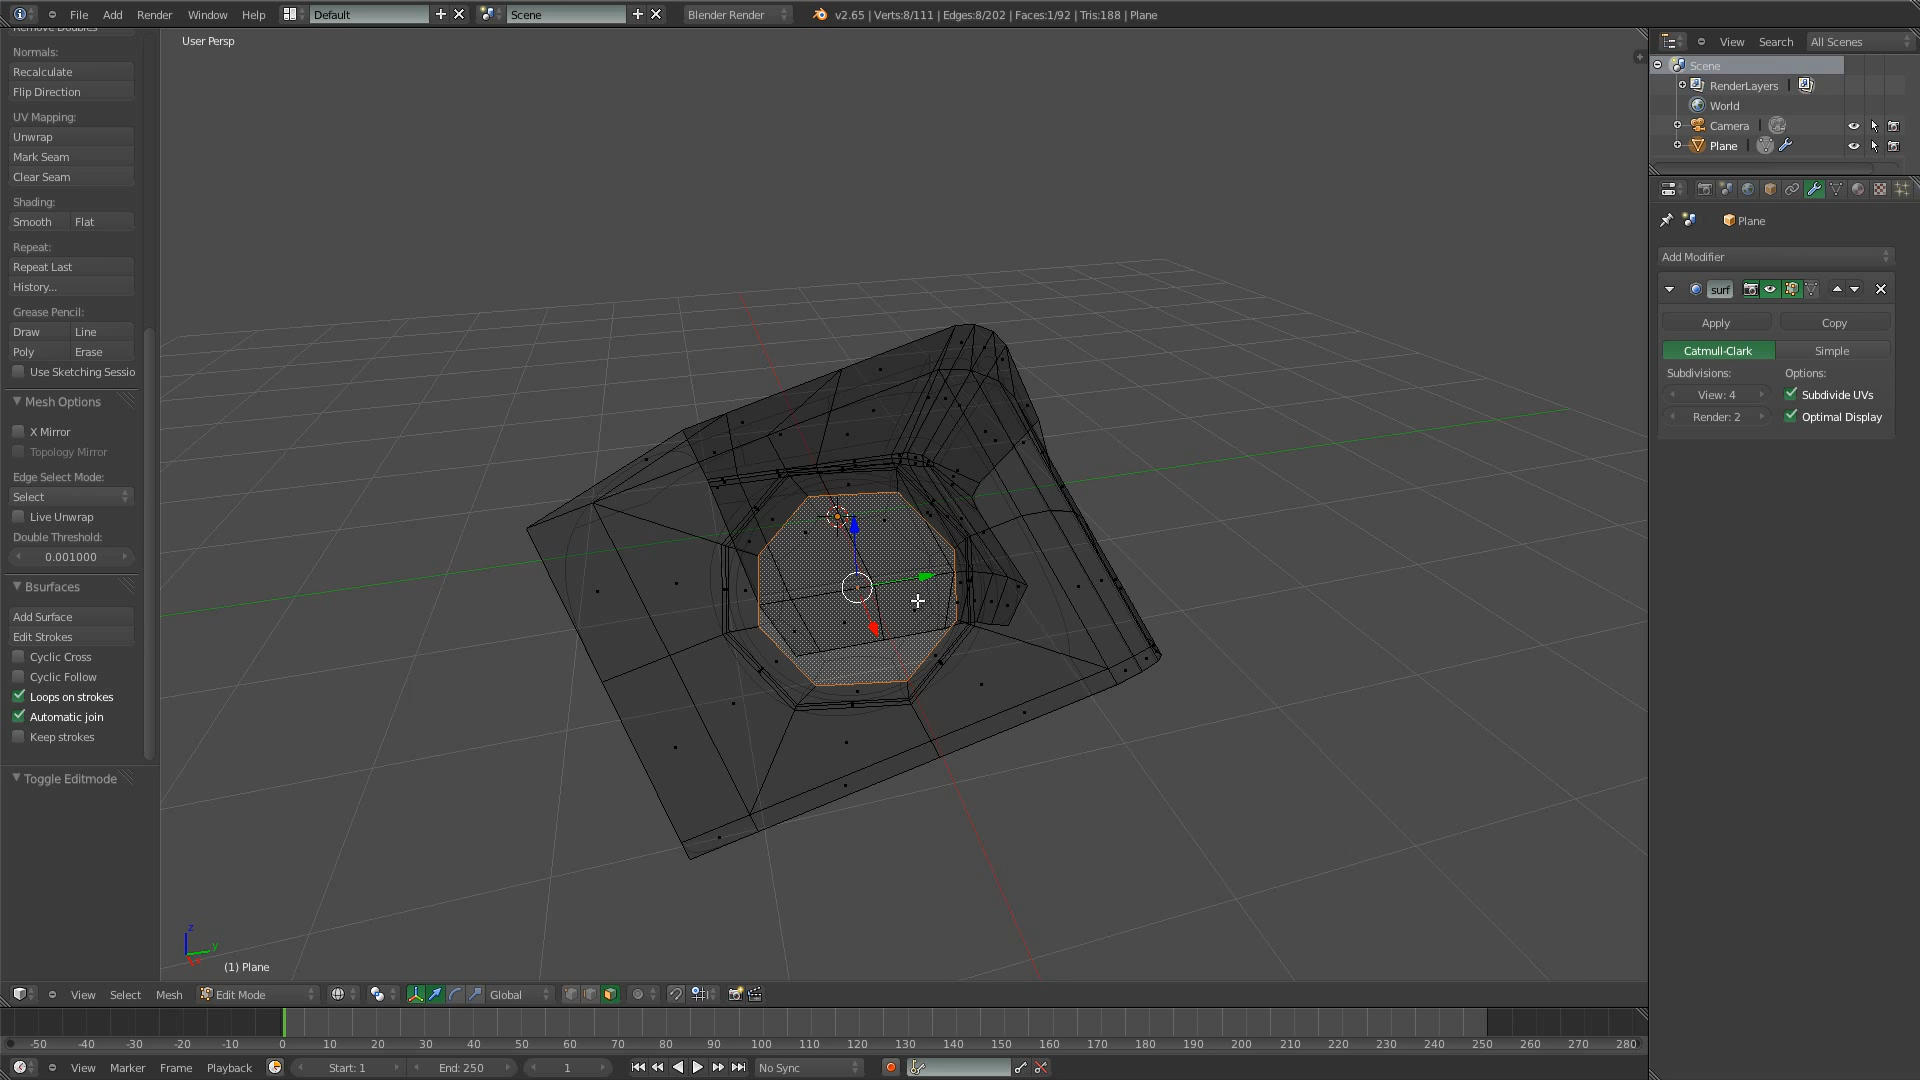 File Add Render Window Help Default Scene Blender Render v2.65 | Verts:8/111 | Edges:8/202 | Faces:1/92 | Tris:188 | Plane
Remove Doubles
Normals:
Recalculate
Flip Direction
UV Mapping:
Unwrap
Mark Seam
Clear Seam
Shading:
Smooth Flat
Repeat:
Repeat Last
History...
Grease Pencil:
Draw Line
Poly Erase
Use Sketching Sessio
Mesh Options
X Mirror
Topology Mirror
Edge Select Mode:
Select
Live Unwrap
Double Threshold:
0.001000
Bsurfaces
Add Surface
Edit Strokes
Cyclic Cross
Cyclic Follow
Loops on strokes
Automatic join
Keep strokes
Toggle Editmode
User Persp
z
y
(1) Plane
View Search All Scenes
Scene
RenderLayers |
World
Camera |
Plane |
Plane
Add Modifier
surf
Apply Copy
Catmull-Clark Simple
Subdivisions: Options:
View: 4 Subdivide UVs
Render: 2 Optimal Display
View Select Mesh Edit Mode Global
-50 -40 -30 -20 -10 0 10 20 30 40 50 60 70 80 90 100 110 120 130 140 150 160 170 180 190 200 210 220 230 240 250 260 270 280
View Marker Frame Playback Start: 1 End: 250 1 No Sync